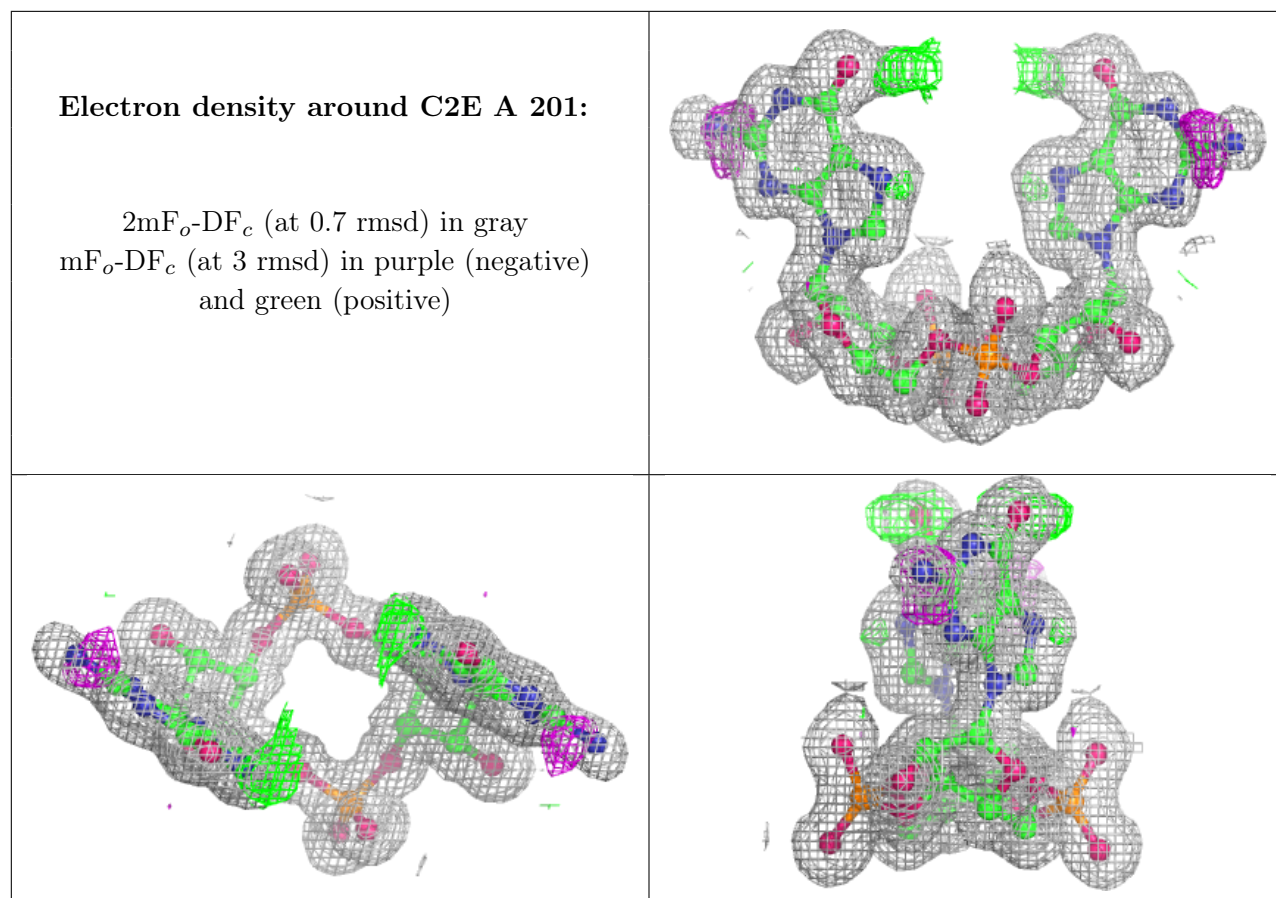 Electron density around C2E A 201:
2mFₒ-DF𝒸 (at 0.7 rmsd) in gray
mFₒ-DF𝒸 (at 3 rmsd) in purple (negative)
and green (positive)